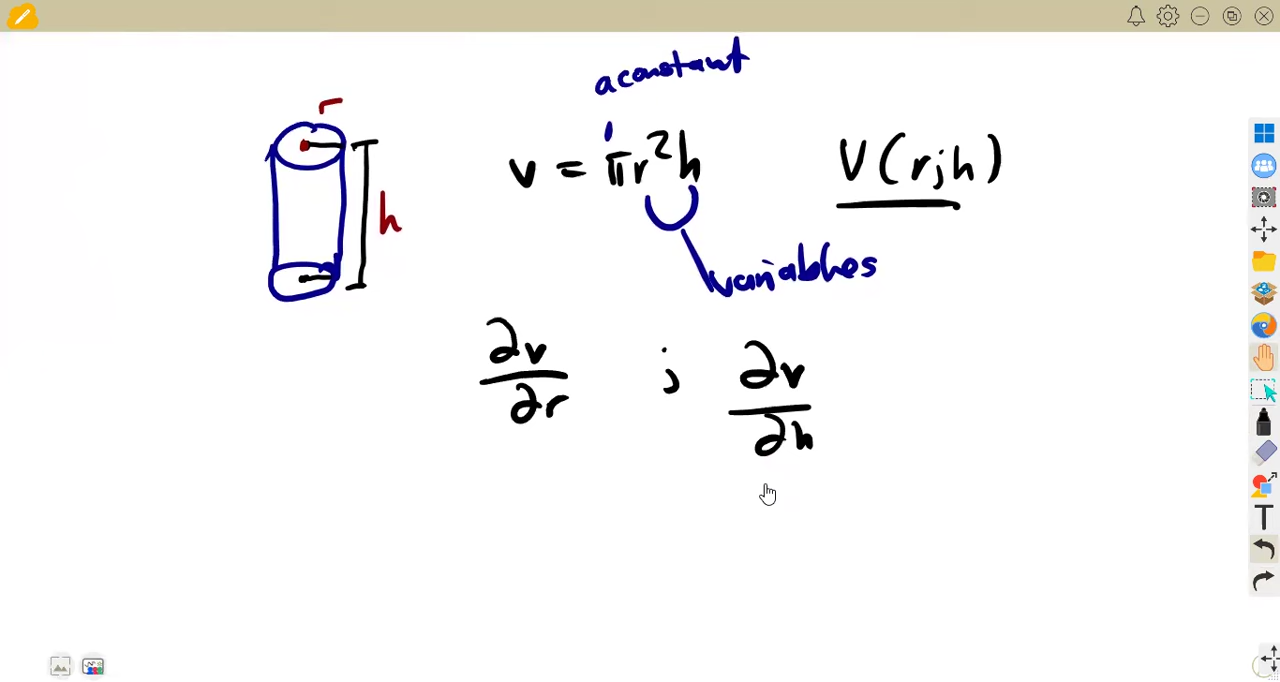 a constant
r
v = πr²h
V(r;h)
h
variables
∂v/∂r ; ∂v/∂h
T